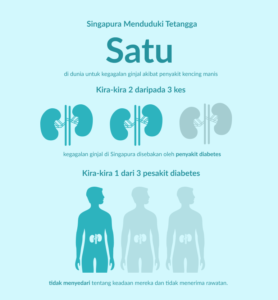 Singapura Menduduki Tetangga
Satu
di dunia untuk kegagalan ginjal akibat penyakit kencing manis
Kira-kira 2 daripada 3 kes
kegagalan ginjal di Singapura disebabkan oleh penyakit diabetes
Kira-kira 1 dari 3 pesakit diabetes
tidak menyedari tentang keadaan mereka dan tidak menerima rawatan.